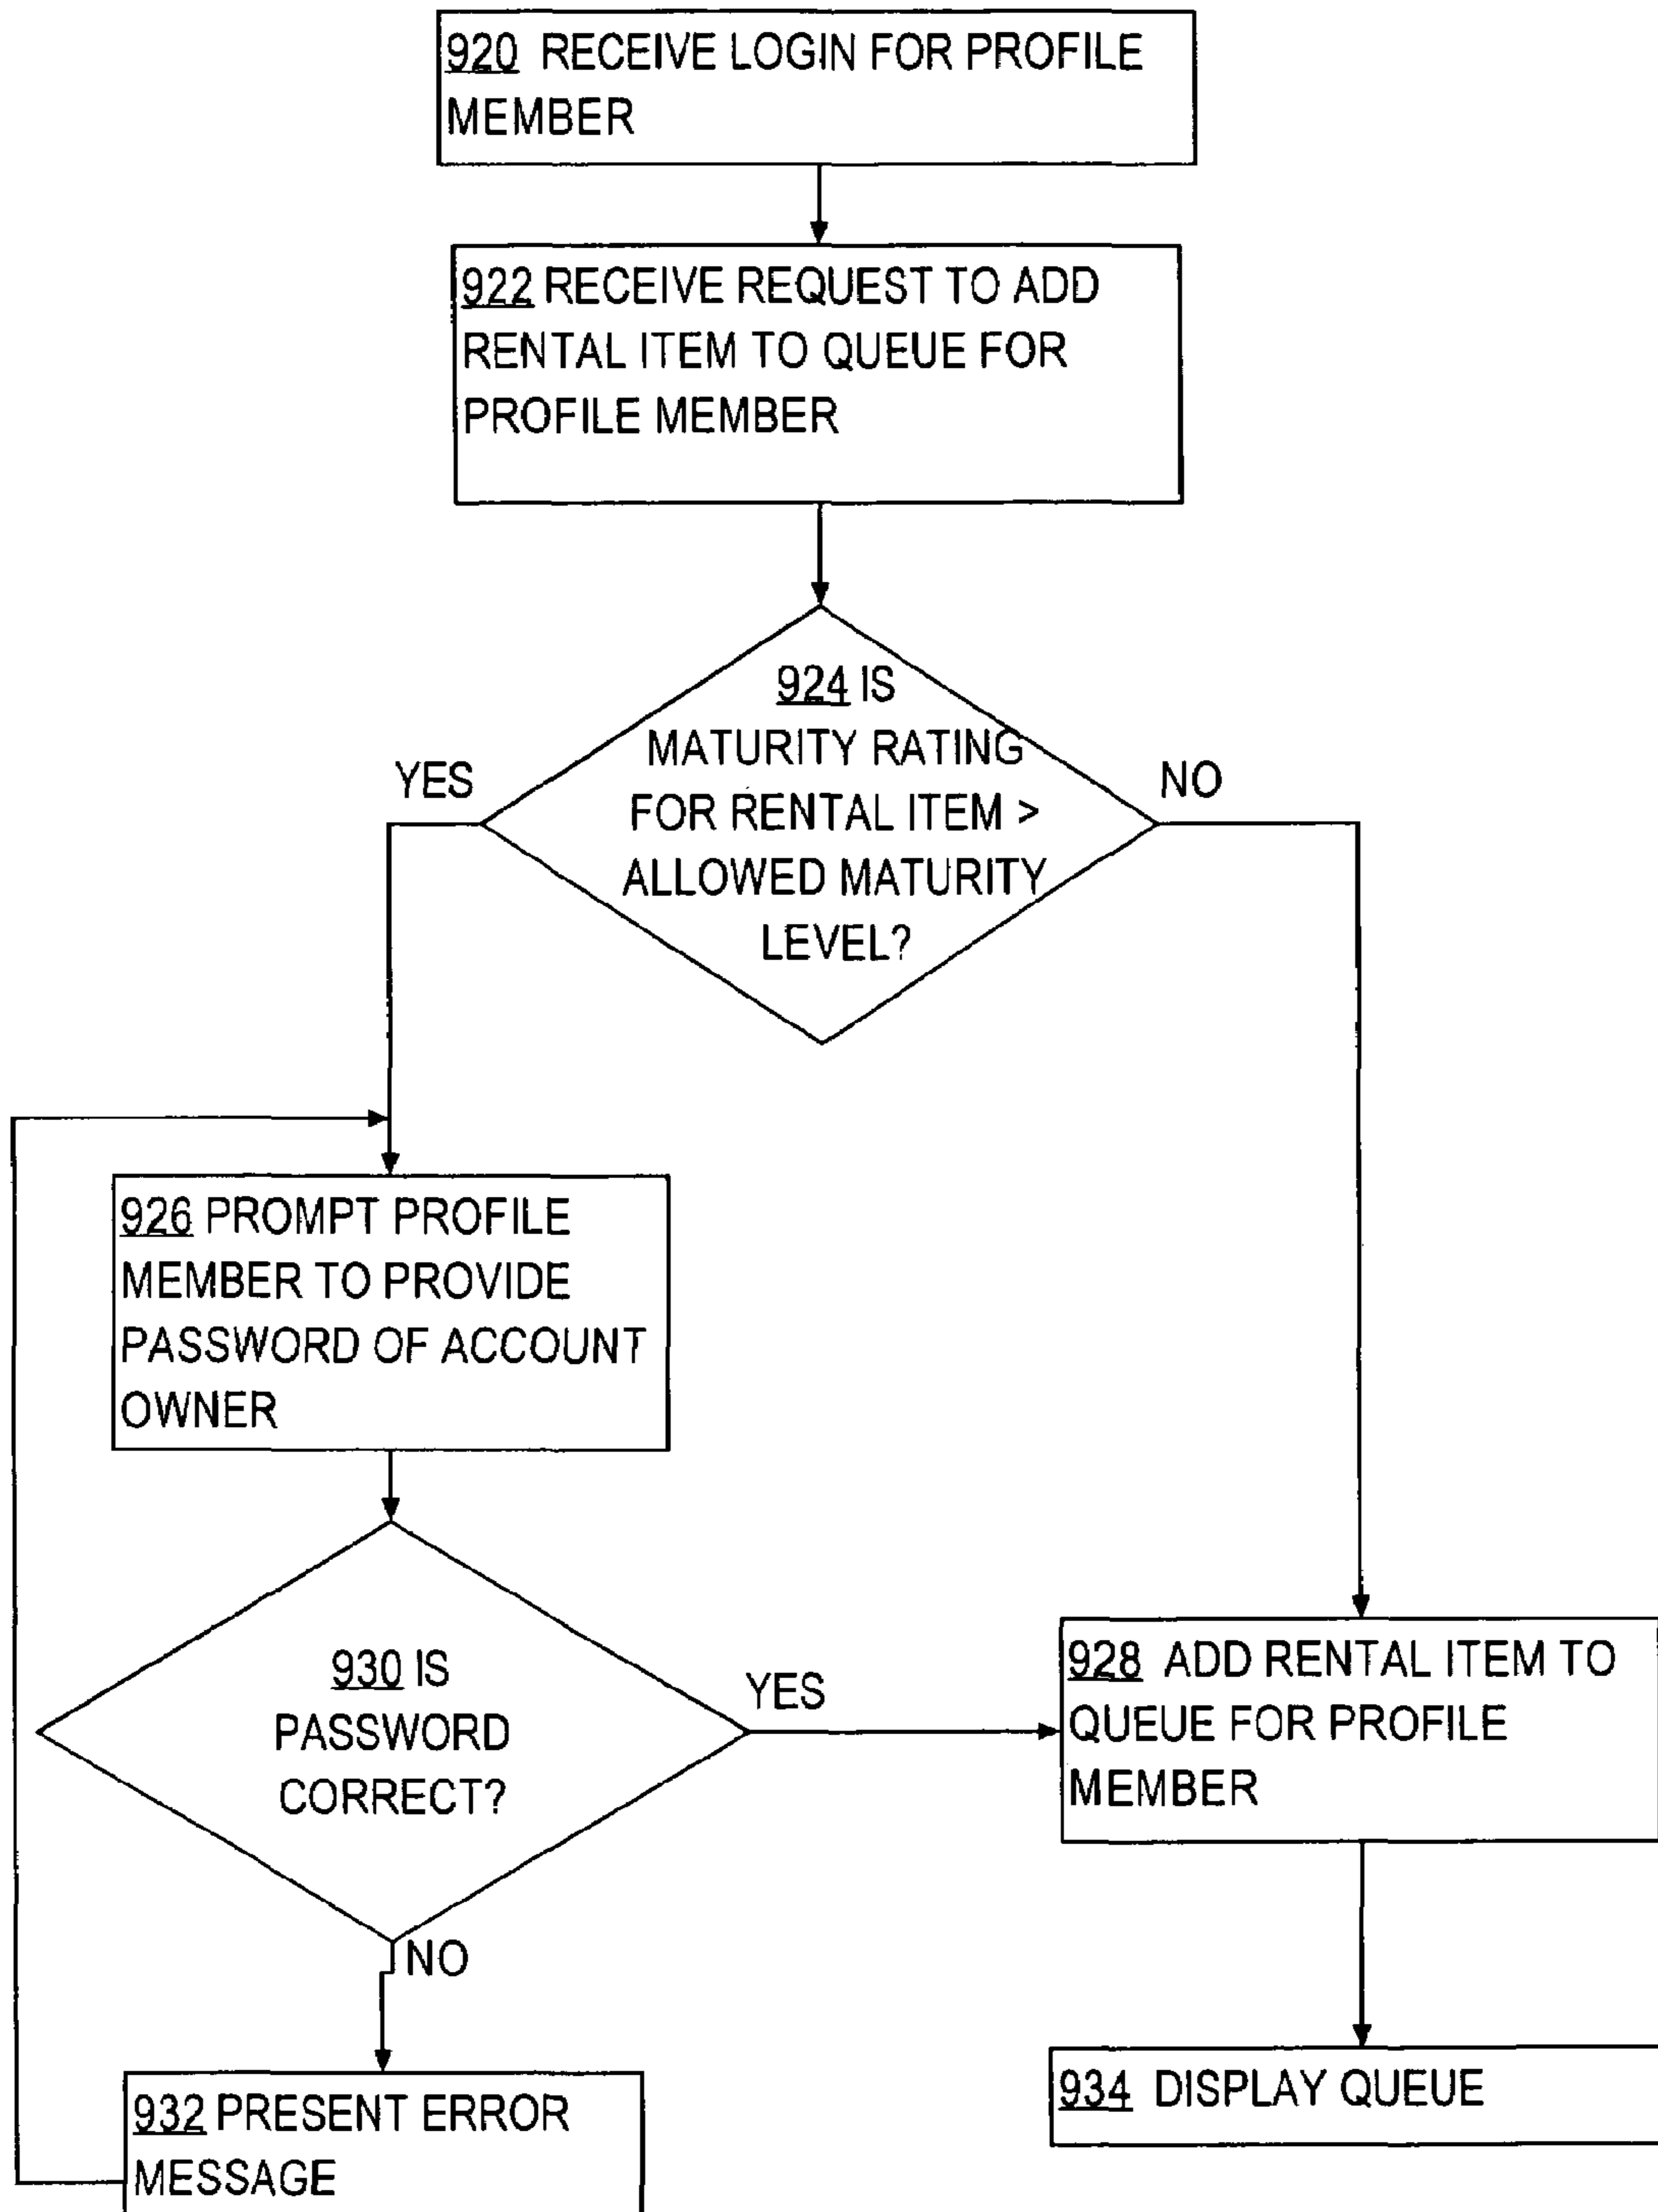 920 RECEIVE LOGIN FOR PROFILE
MEMBER
922 RECEIVE REQUEST TO ADD
RENTAL ITEM TO QUEUE FOR
PROFILE MEMBER
924 IS
MATURITY RATING
FOR RENTAL ITEM >
ALLOWED MATURITY
LEVEL?
YES
NO
926 PROMPT PROFILE
MEMBER TO PROVIDE
PASSWORD OF ACCOUNT
OWNER
930 IS
PASSWORD
CORRECT?
YES
NO
928 ADD RENTAL ITEM TO
QUEUE FOR PROFILE
MEMBER
932 PRESENT ERROR
MESSAGE
934 DISPLAY QUEUE